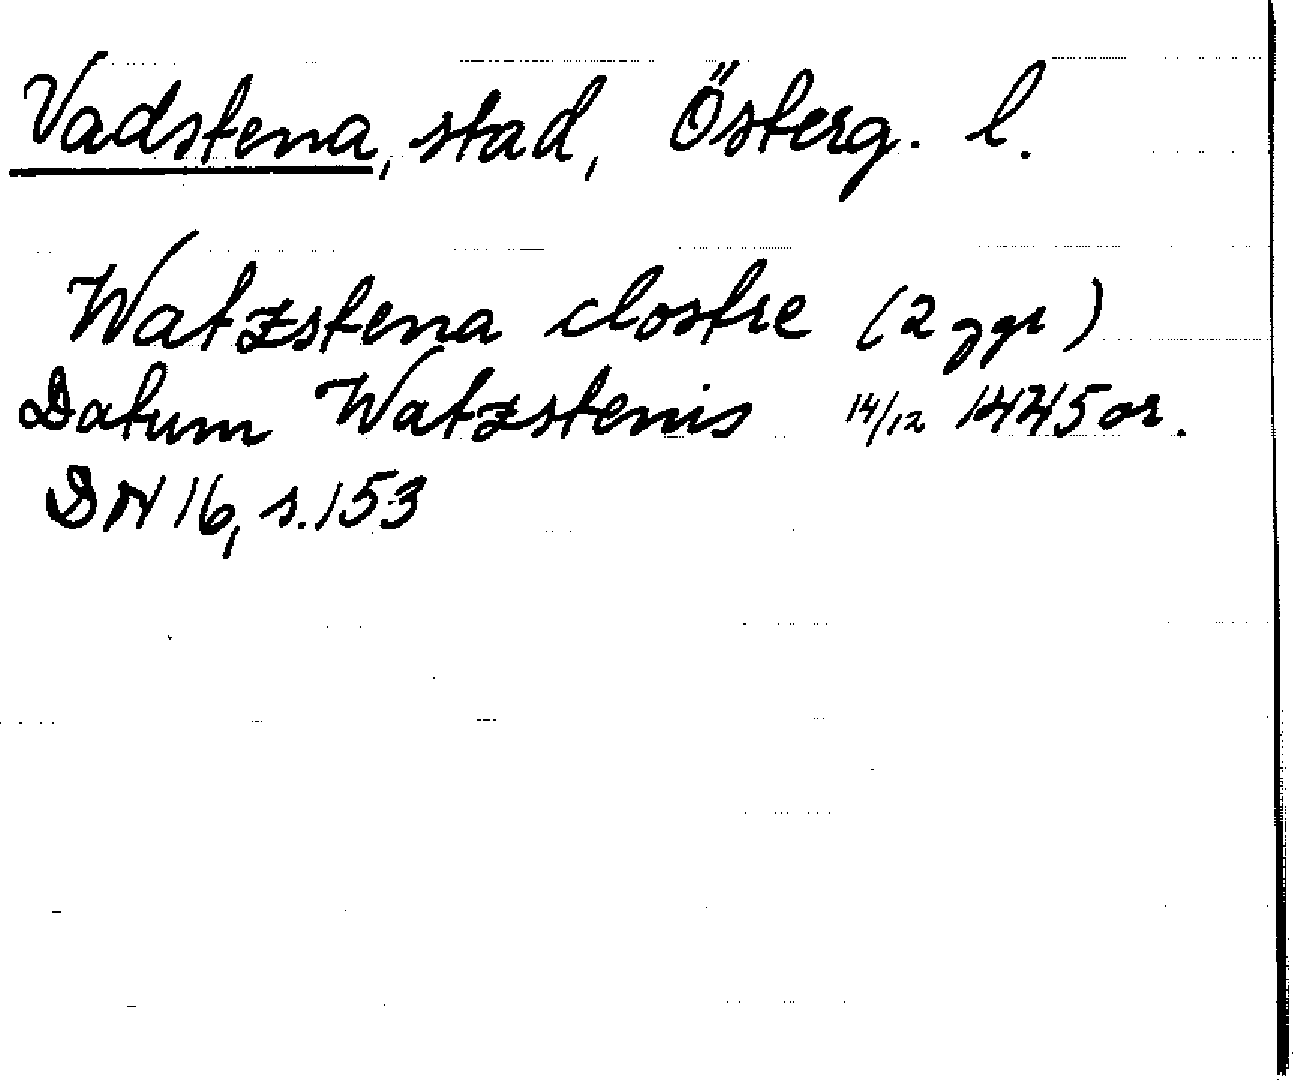 Vadstena, stad, Österg. l.
Watzstena clostre (2 ggr)
Datum Watzstenis 14/12 1445 or.
DN 16, s. 153